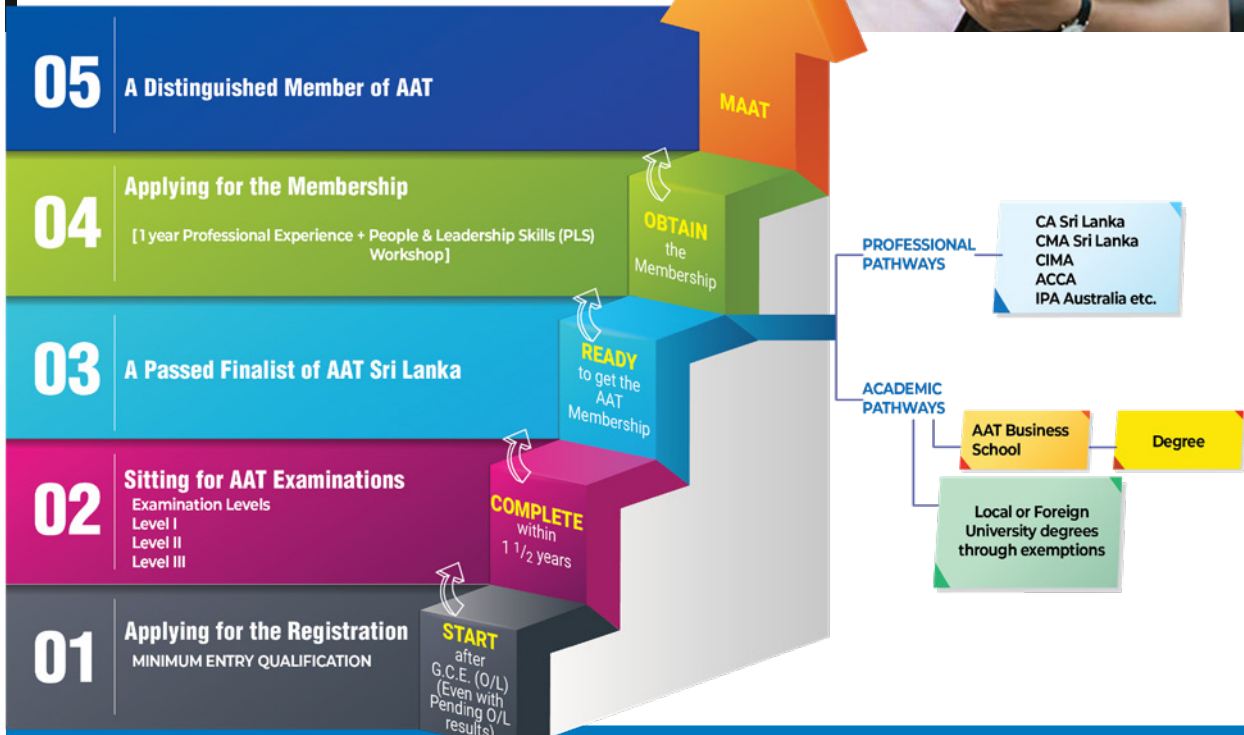 05
A Distinguished Member of AAT
MAAT
04
Applying for the Membership
[1 year Professional Experience + People & Leadership Skills (PLS)
Workshop]
OBTAIN
the
Membership
03
A Passed Finalist of AAT Sri Lanka
READY
to get the
AAT
Membership
02
Sitting for AAT Examinations
Examination Levels
Level I
Level II
Level III
COMPLETE
within
1 1/2 years
01
Applying for the Registration
MINIMUM ENTRY QUALIFICATION
START
after
G.C.E. (O/L)
(Even with
Pending O/L
results)
PROFESSIONAL
PATHWAYS
CA Sri Lanka
CMA Sri Lanka
CIMA
ACCA
IPA Australia etc.
ACADEMIC
PATHWAYS
AAT Business
School
Degree
Local or Foreign
University degrees
through exemptions